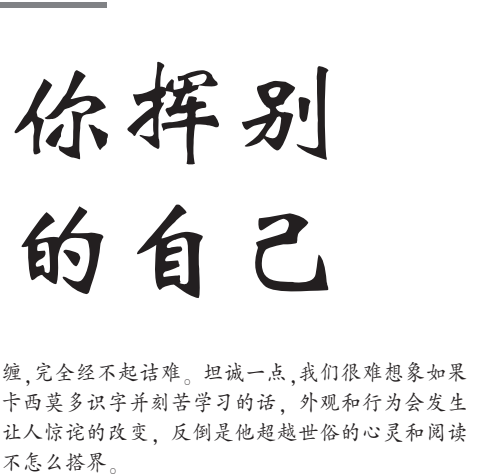 你挥别
的自己
缠,完全经不起诘难。坦诚一点,我们很难想象如果
卡西莫多识字并刻苦学习的话，外观和行为会发生
让人惊诧的改变，反倒是他超越世俗的心灵和阅读
不怎么搭界。